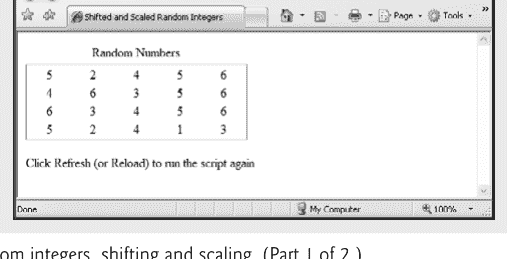 Shifted and Scaled Random Integers
Page
Tools
»
Random Numbers
5 2 4 5 6
4 6 3 5 6
6 3 4 5 6
5 2 4 1 3
Click Refresh (or Reload) to run the script again
Done
My Computer
100%
om integers, shifting and scaling. (Part 1 of 2.)